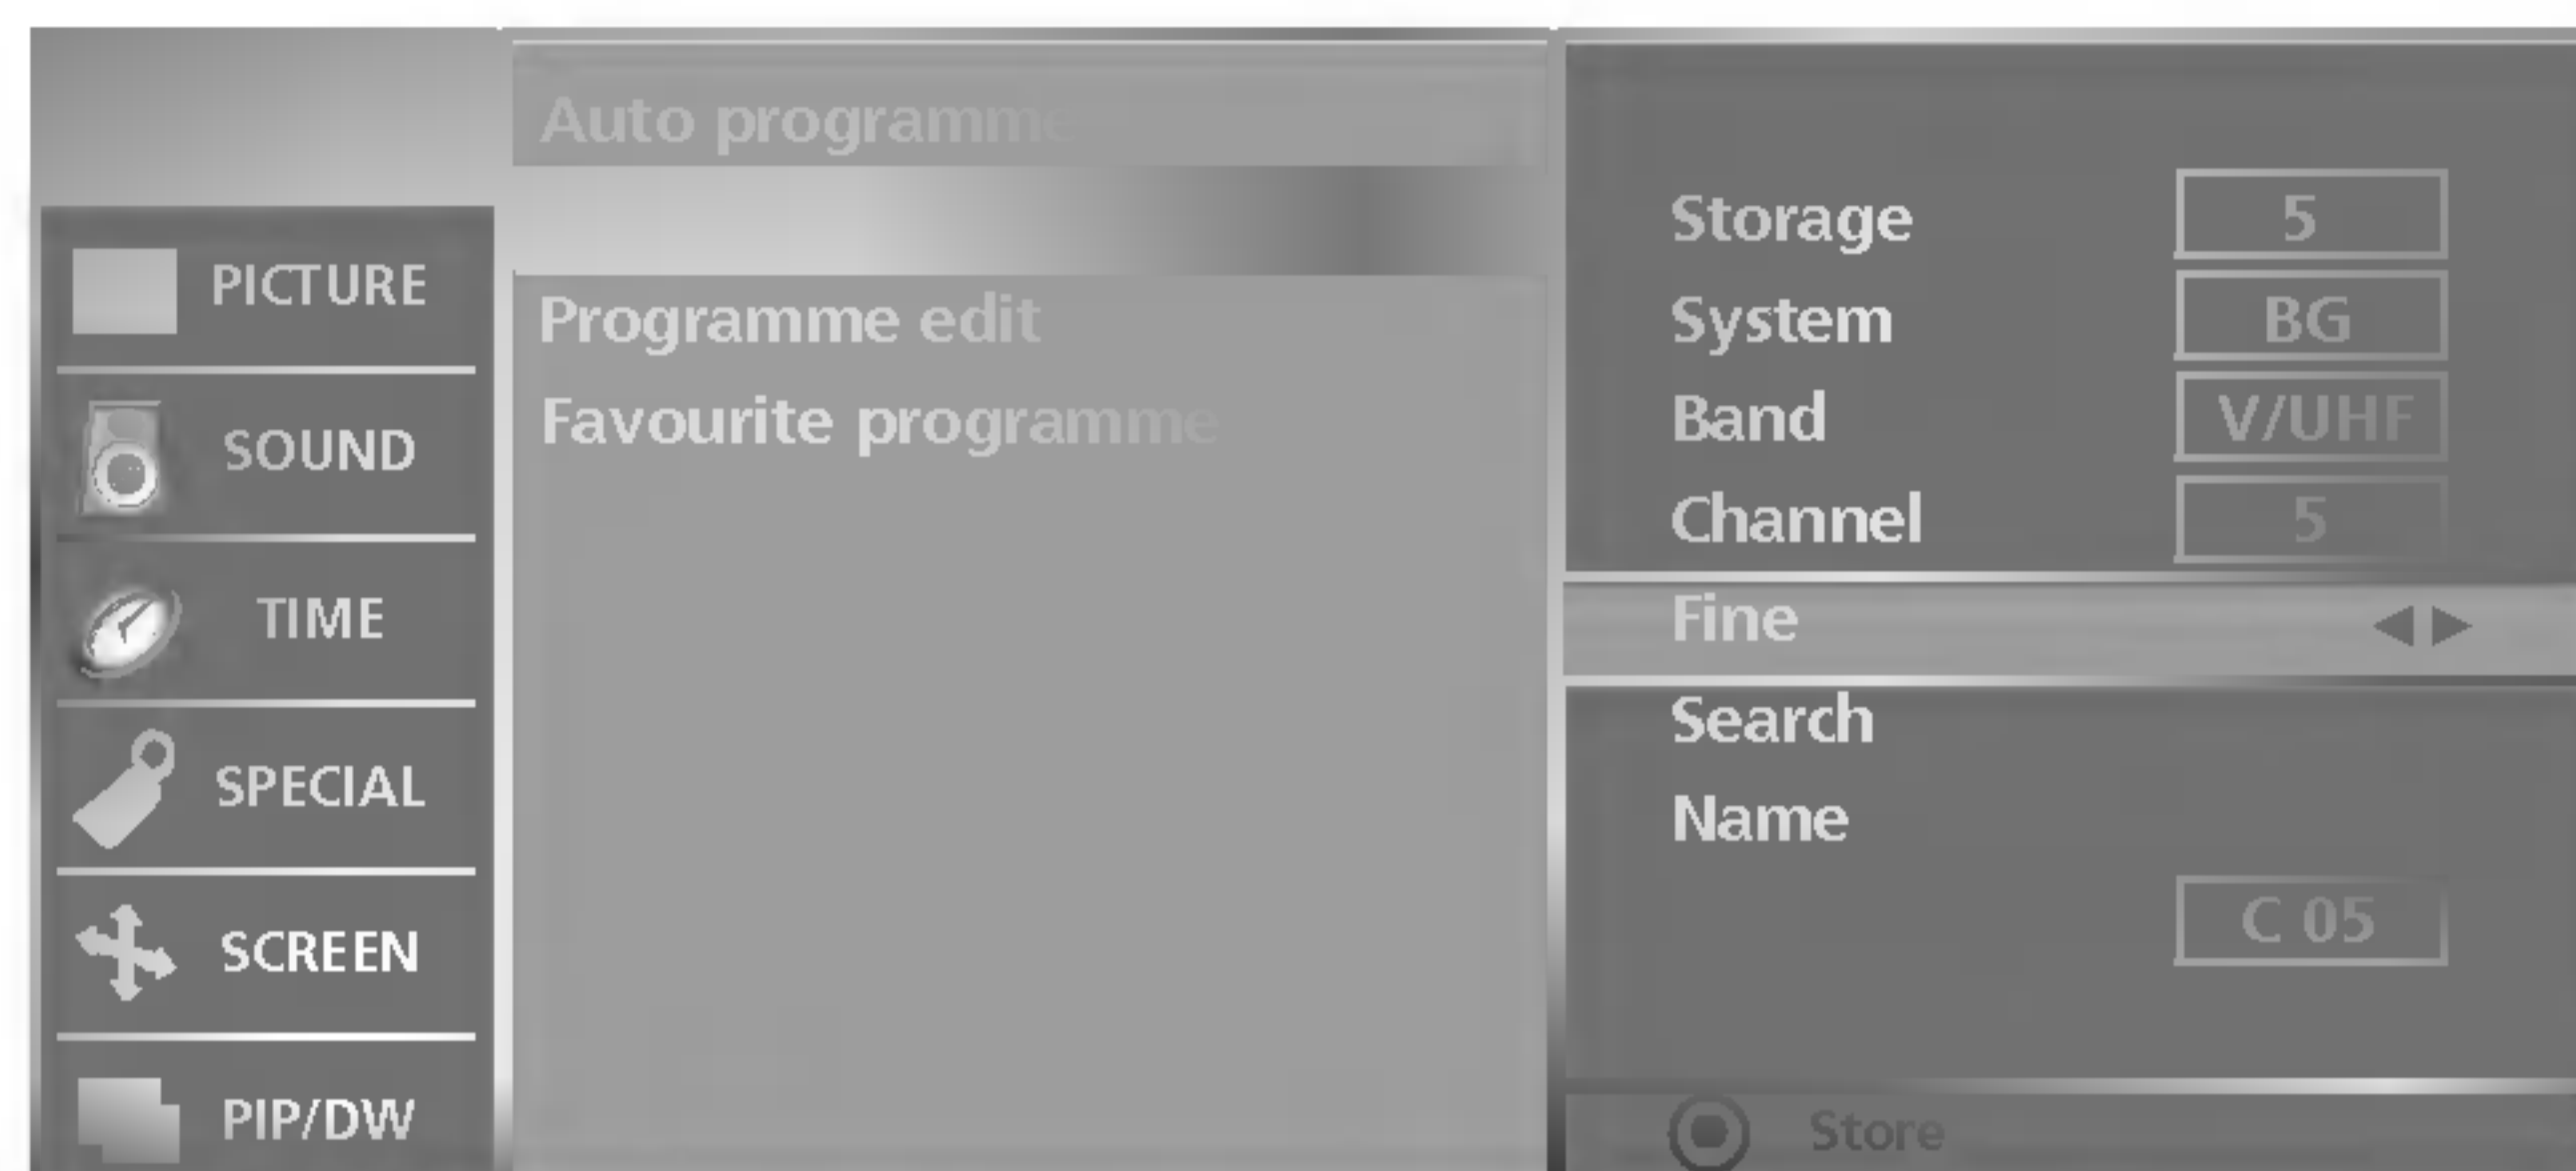 PICTURE
SOUND
TIME
SPECIAL
SCREEN
PIP/DW
Auto programme
Programme edit
Favourite programme
Storage 5
System BG
Band V/UHF
Channel 5
Fine ◀ ▶
Search
Name
C 05
Store